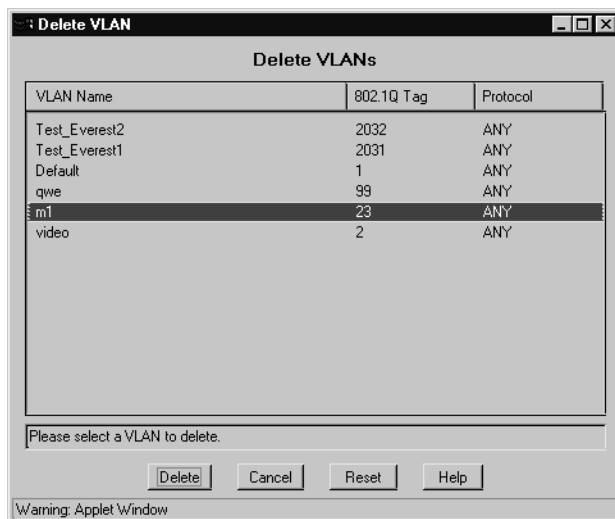 Delete VLAN
Delete VLANs
VLAN Name 802.1Q Tag Protocol
Test_Everest2 2032 ANY
Test_Everest1 2031 ANY
Default 1 ANY
qwe 99 ANY
m1 23 ANY
video 2 ANY
Please select a VLAN to delete.
Delete Cancel Reset Help
Warning: Applet Window